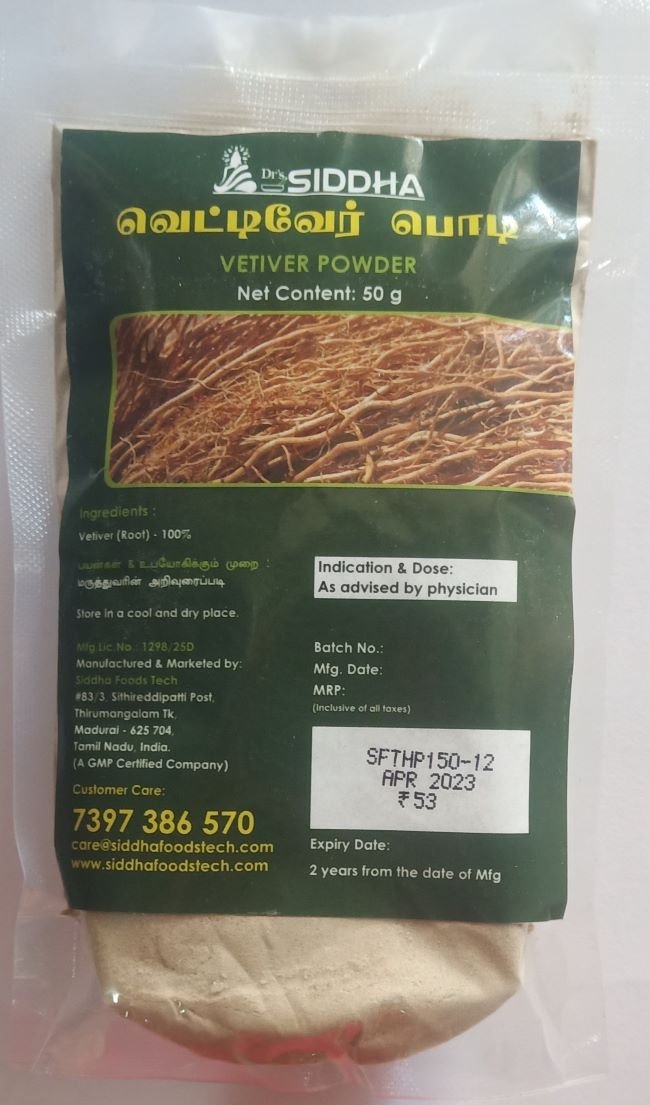 Dr's SIDDHA
வெட்டிவேர் பொடி
VETIVER POWDER
Net Content: 50 g
Ingredients :
Vetiver (Root) - 100%
பயன்கள் & உபயோகிக்கும் முறை :
மருத்துவரின் அறிவுரைப்படி
Store in a cool and dry place.
Mfg Lic.No.: 1298/25D
Manufactured & Marketed by:
Siddha Foods Tech
#83/3, Sithireddipatti Post,
Thirumangalam Tk,
Madurai - 625 704,
Tamil Nadu, India.
(A GMP Certified Company)
Customer Care:
7397 386 570
care@siddhafoodstech.com
www.siddhafoodstech.com
Indication & Dose:
As advised by physician
Batch No.:
Mfg. Date:
MRP:
(Inclusive of all taxes)
SFTHP150-12
APR 2023
₹53
Expiry Date:
2 years from the date of Mfg